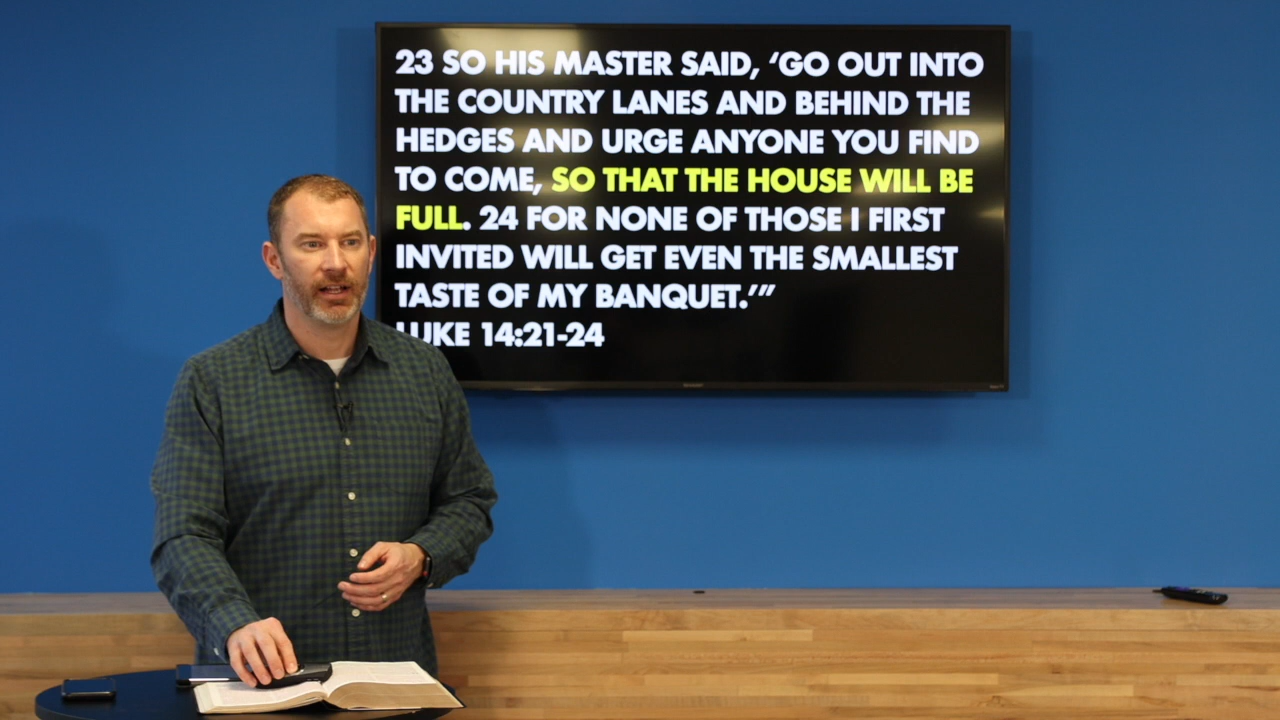 23 SO HIS MASTER SAID, ‘GO OUT INTO
THE COUNTRY LANES AND BEHIND THE
HEDGES AND URGE ANYONE YOU FIND
TO COME, SO THAT THE HOUSE WILL BE
FULL. 24 FOR NONE OF THOSE I FIRST
INVITED WILL GET EVEN THE SMALLEST
TASTE OF MY BANQUET.’”
LUKE 14:21-24